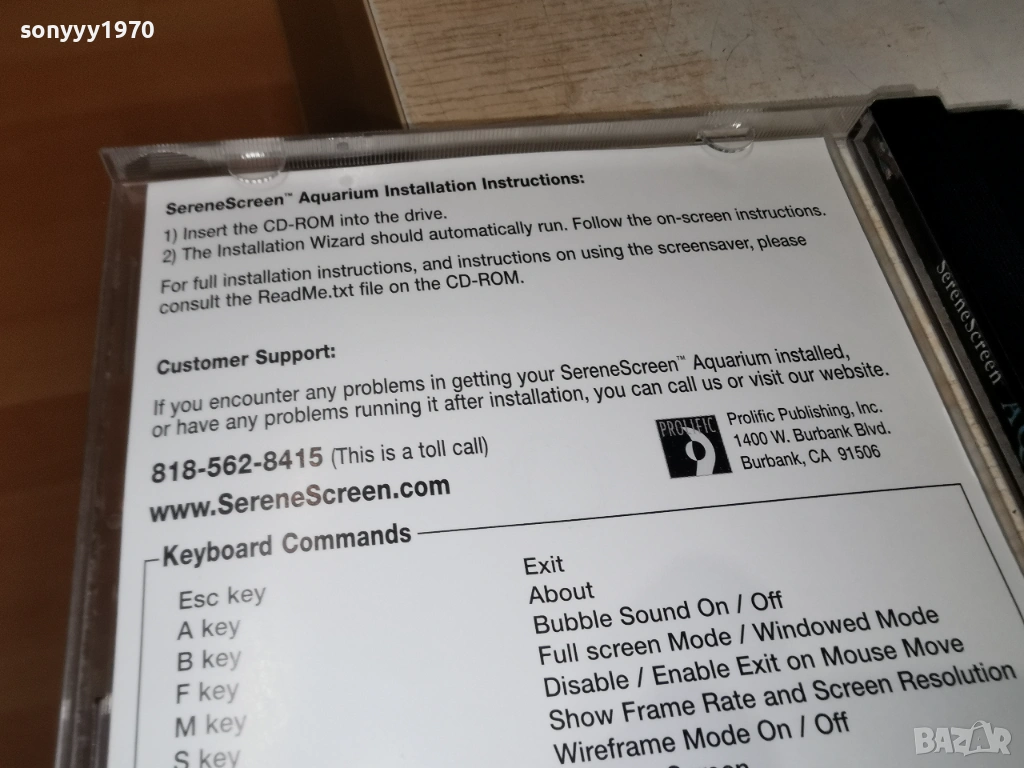 sonyyy1970
SereneScreen™ Aquarium Installation Instructions:
1) Insert the CD-ROM into the drive.
2) The Installation Wizard should automatically run. Follow the on-screen instructions.
For full installation instructions, and instructions on using the screensaver, please
consult the ReadMe.txt file on the CD-ROM.
Customer Support:
If you encounter any problems in getting your SereneScreen™ Aquarium installed,
or have any problems running it after installation, you can call us or visit our website.
818-562-8415 (This is a toll call)
www.SereneScreen.com
PROLIFIC
Prolific Publishing, Inc.
1400 W. Burbank Blvd.
Burbank, CA 91506
Keyboard Commands
Esc key Exit
A key About
B key Bubble Sound On / Off
F key Full screen Mode / Windowed Mode
M key Disable / Enable Exit on Mouse Move
S key Show Frame Rate and Screen Resolution
Wireframe Mode On / Off
Screen
SereneScreen
BAZAR